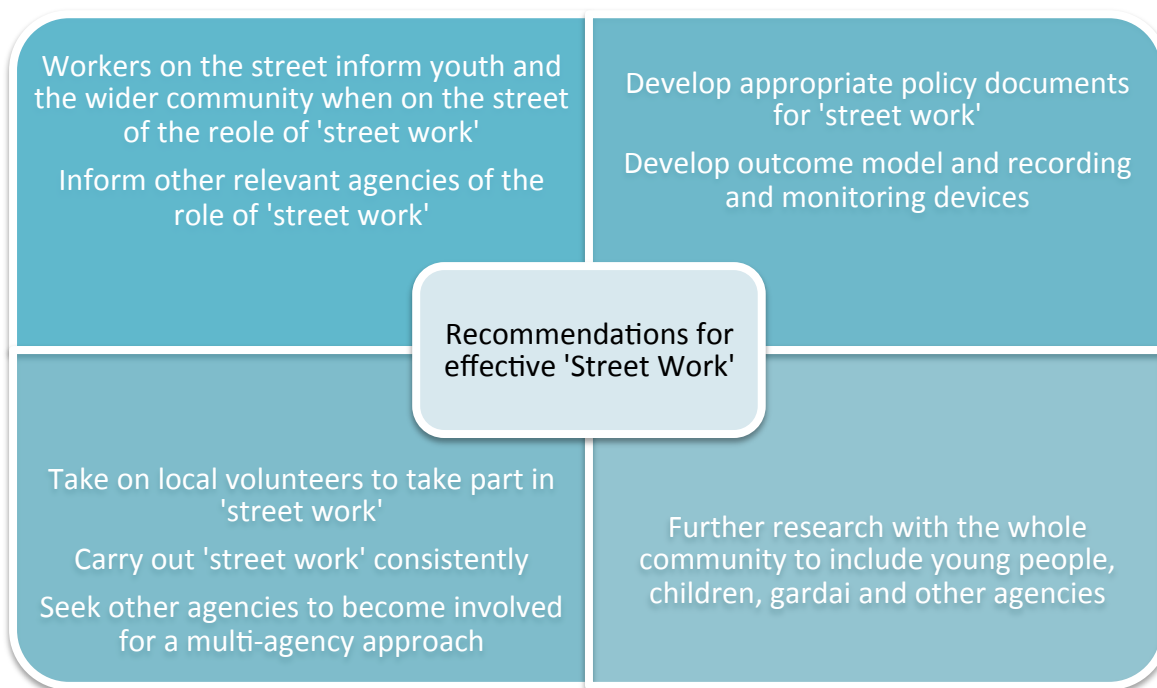 Workers on the street inform youth and
the wider community when on the street
of the reole of 'street work'
Inform other relevant agencies of the
role of 'street work'
Develop appropriate policy documents
for 'street work'
Develop outcome model and recording
and monitoring devices
Recommendations for
effective 'Street Work'
Take on local volunteers to take part in
'street work'
Carry out 'street work' consistently
Seek other agencies to become involved
for a multi-agency approach
Further research with the whole
community to include young people,
children, gardai and other agencies